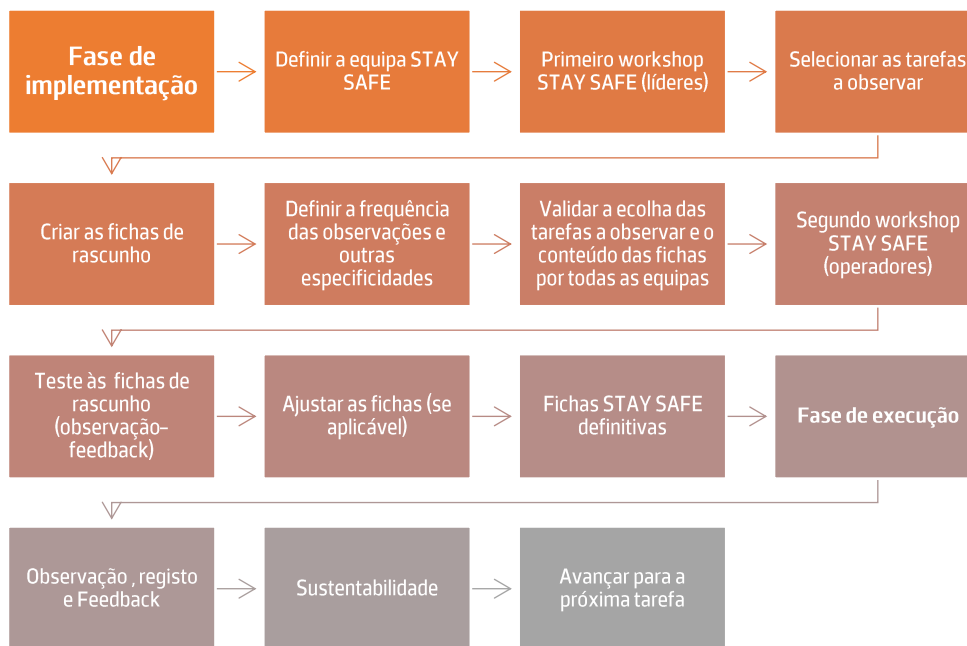 Fase de
implementação
Definir a equipa STAY
SAFE
Primeiro workshop
STAY SAFE (líderes)
Selecionar as tarefas
a observar
Criar as fichas de
rascunho
Definir a frequência
das observações e
outras
especificidades
Validar a ecolha das
tarefas a observar e o
conteúdo das fichas
por todas as equipas
Segundo workshop
STAY SAFE
(operadores)
Teste às fichas de
rascunho
(observação-
feedback)
Ajustar as fichas (se
aplicável)
Fichas STAY SAFE
definitivas
Fase de execução
Observação , registo
e Feedback
Sustentabilidade
Avançar para a
próxima tarefa